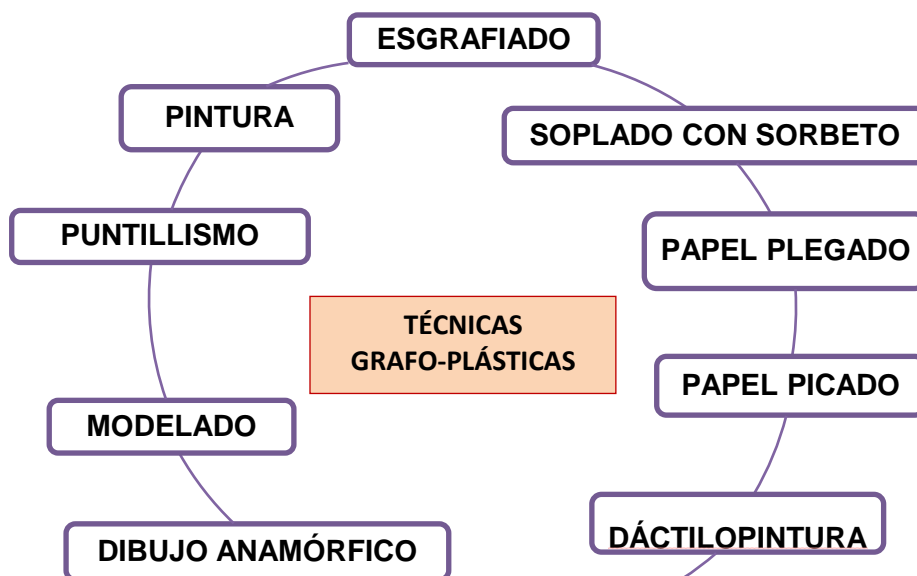 ESGRAFIADO
PINTURA
SOPLADO CON SORBETO
PUNTILLISMO
PAPEL PLEGADO
TÉCNICAS
GRAFO-PLÁSTICAS
PAPEL PICADO
MODELADO
DÁCTILOPINTURA
DIBUJO ANAMÓRFICO